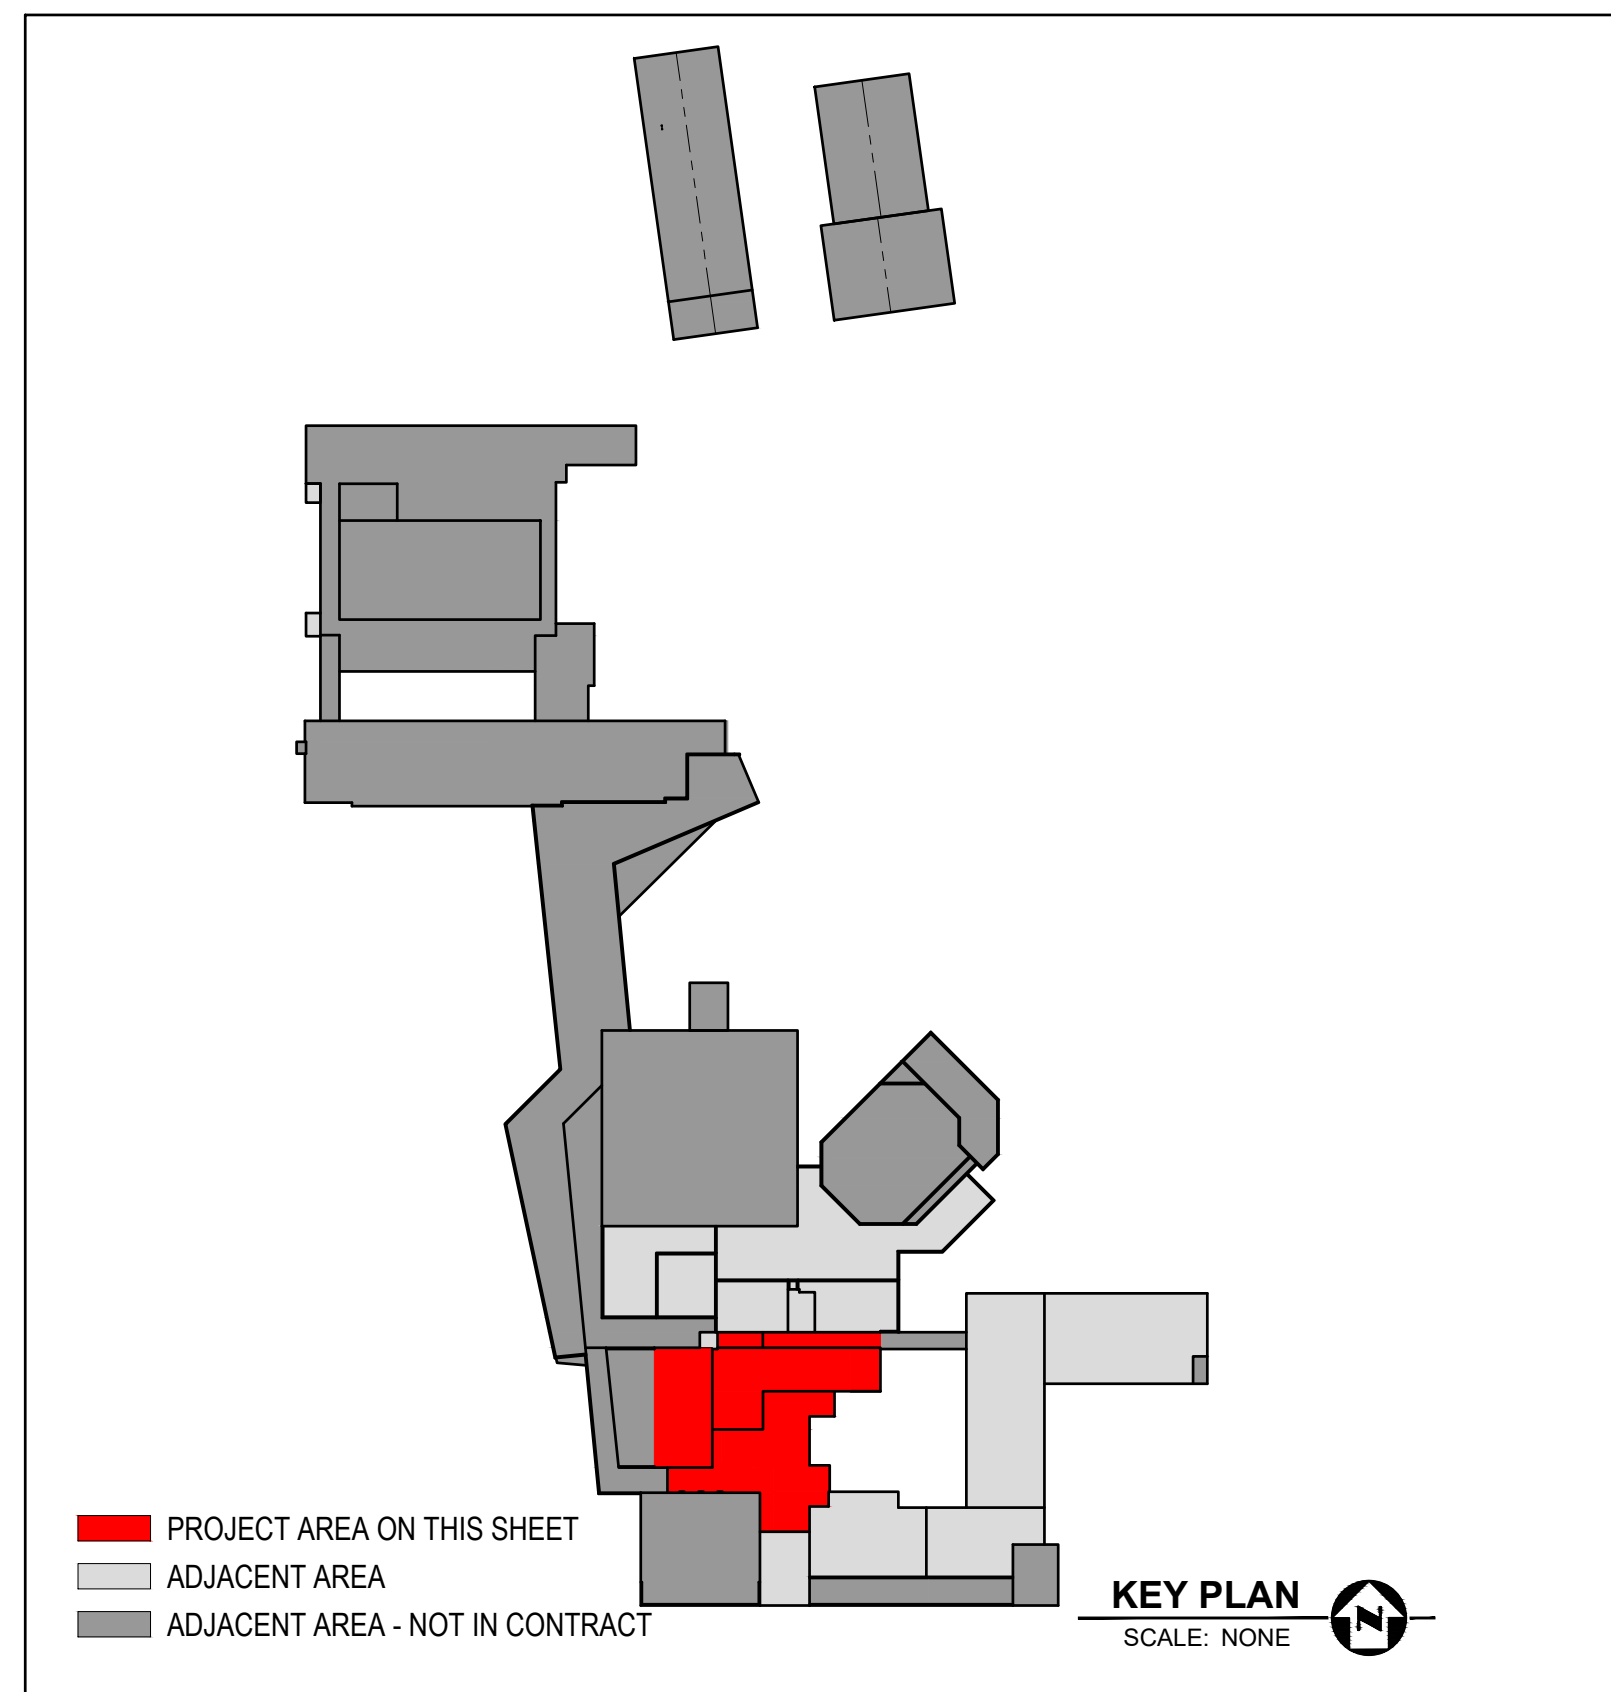 PROJECT AREA ON THIS SHEET
ADJACENT AREA
ADJACENT AREA - NOT IN CONTRACT
KEY PLAN
SCALE: NONE
N